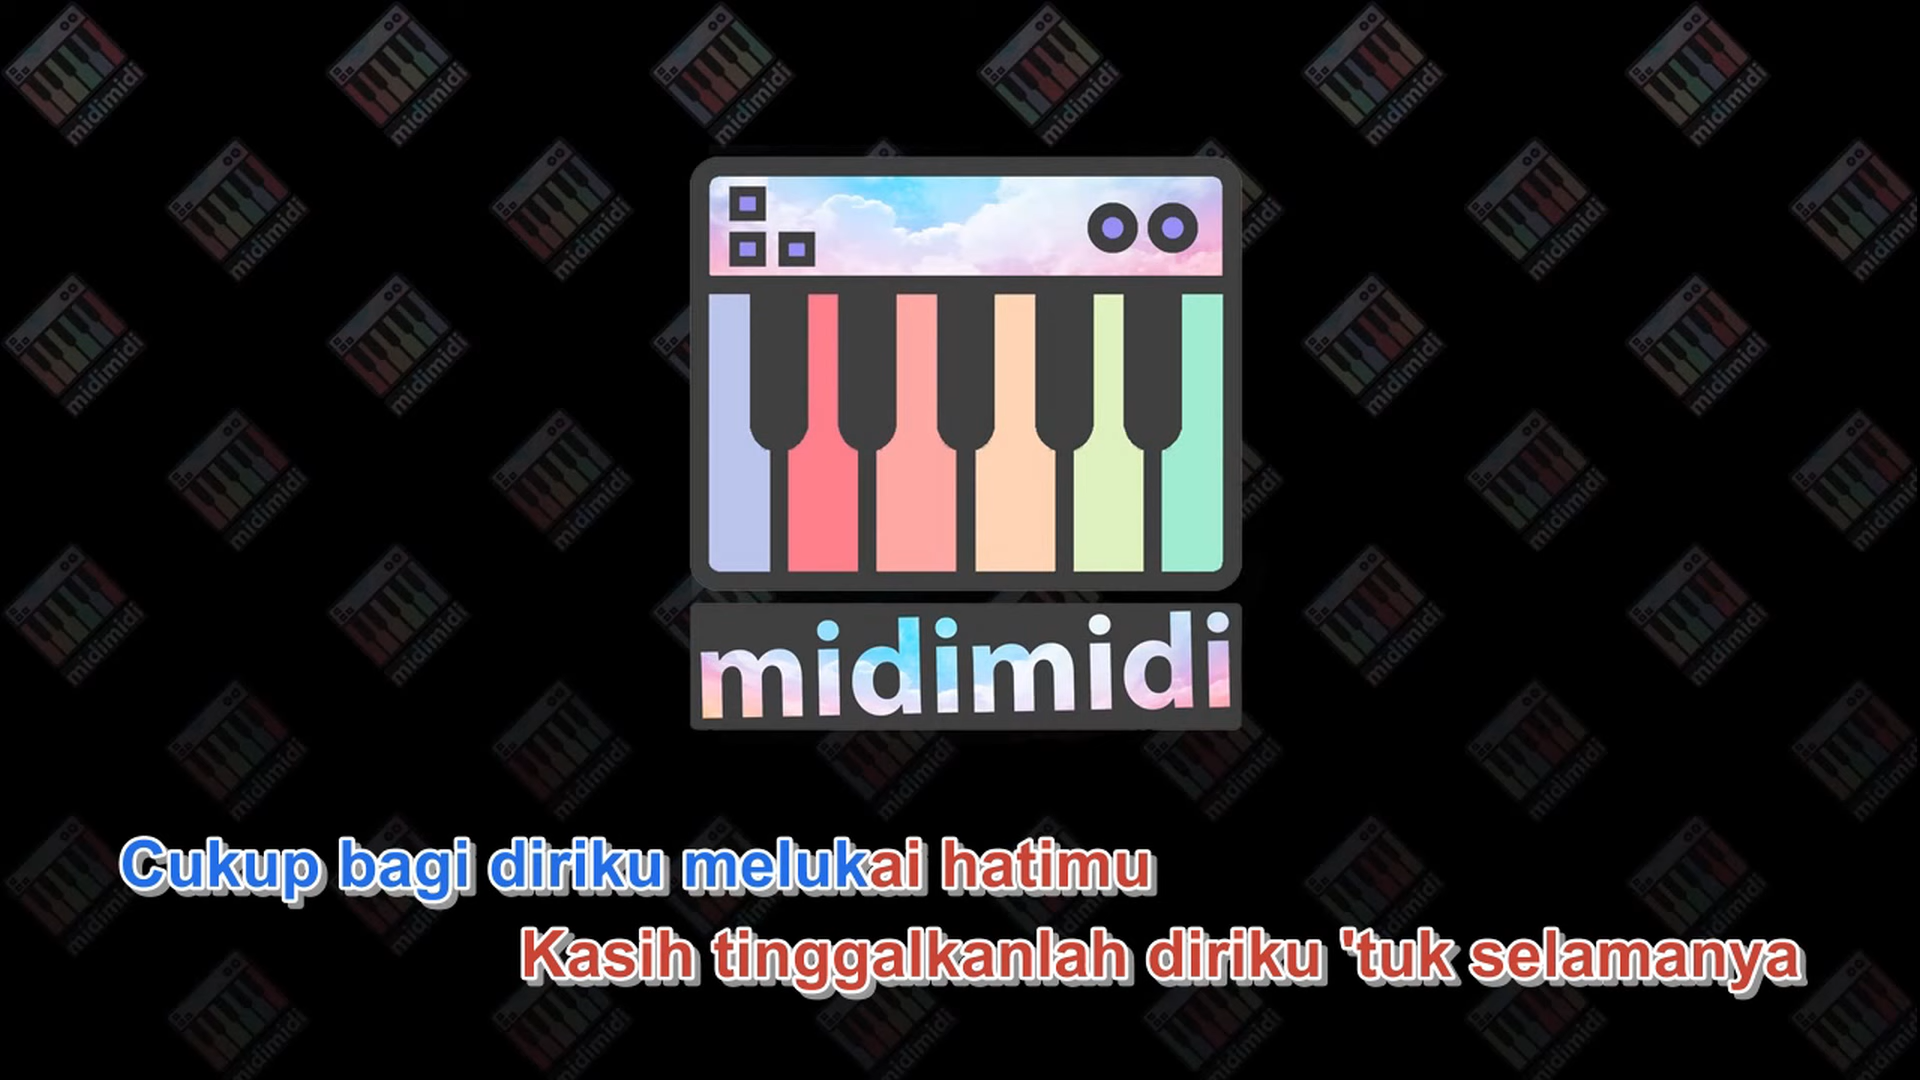 midimidi
Cukup bagi diriku melukai hatimu
Kasih tinggalkanlah diriku 'tuk selamanya